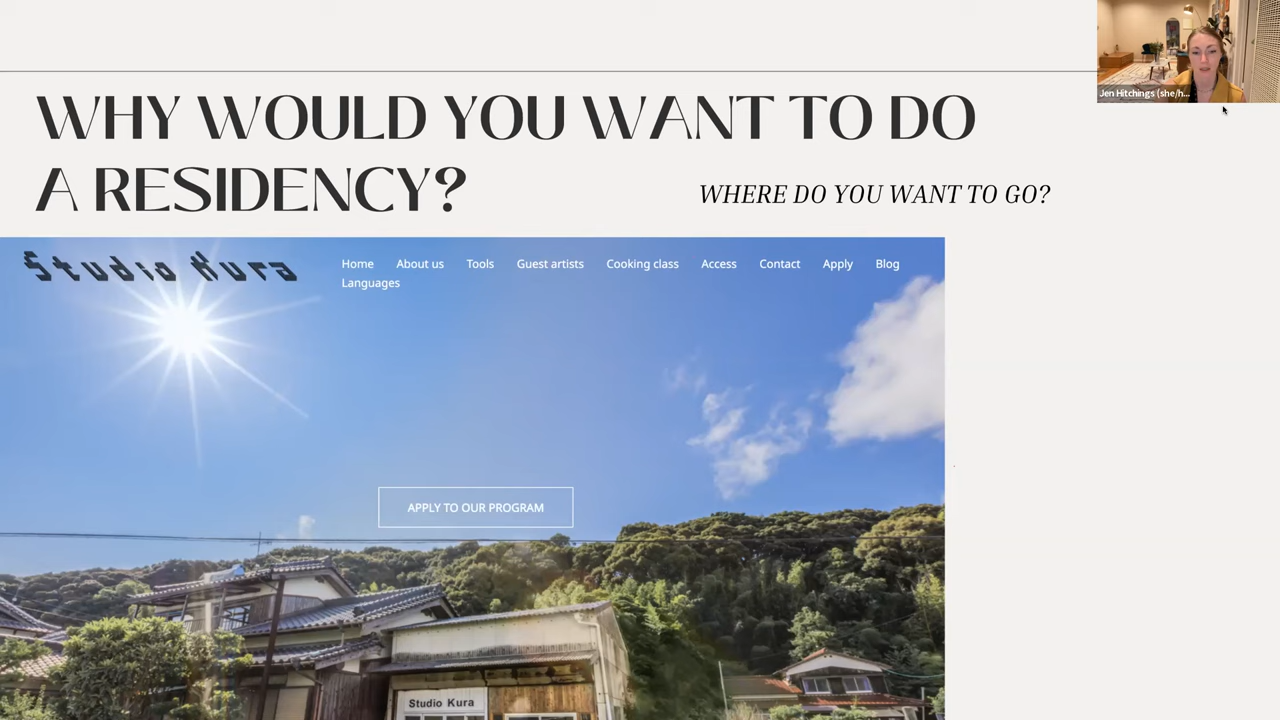 Jen Hitchings (she/h...
WHY WOULD YOU WANT TO DO
A RESIDENCY?
WHERE DO YOU WANT TO GO?
Studio Kura
Home About us Tools Guest artists Cooking class Access Contact Apply Blog
Languages
APPLY TO OUR PROGRAM
Studio Kura